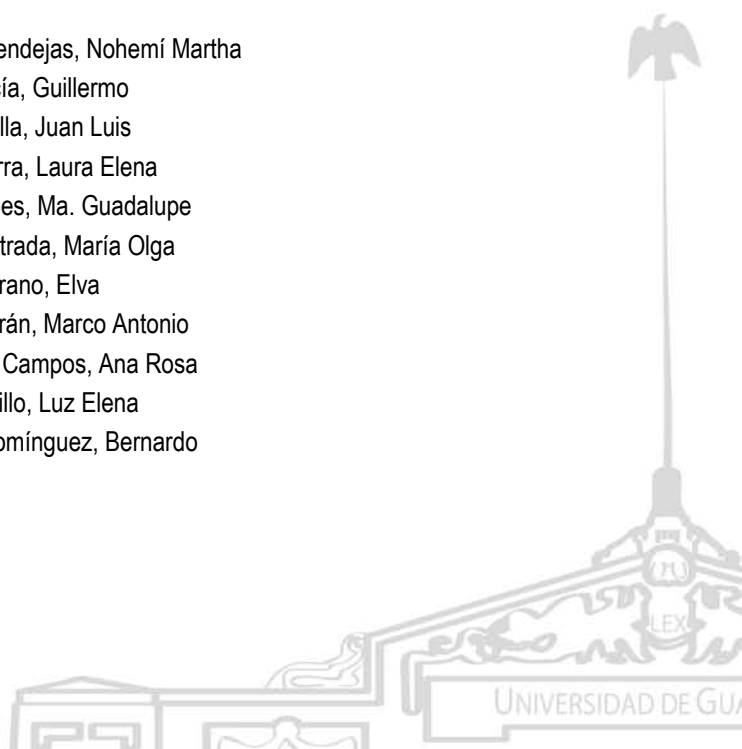 endejas, Nohemí Martha
ía, Guillermo
lla, Juan Luis
rra, Laura Elena
es, Ma. Guadalupe
trada, María Olga
rano, Elva
rán, Marco Antonio
Campos, Ana Rosa
illo, Luz Elena
omínguez, Bernardo
LEX
UNIVERSIDAD DE GUA